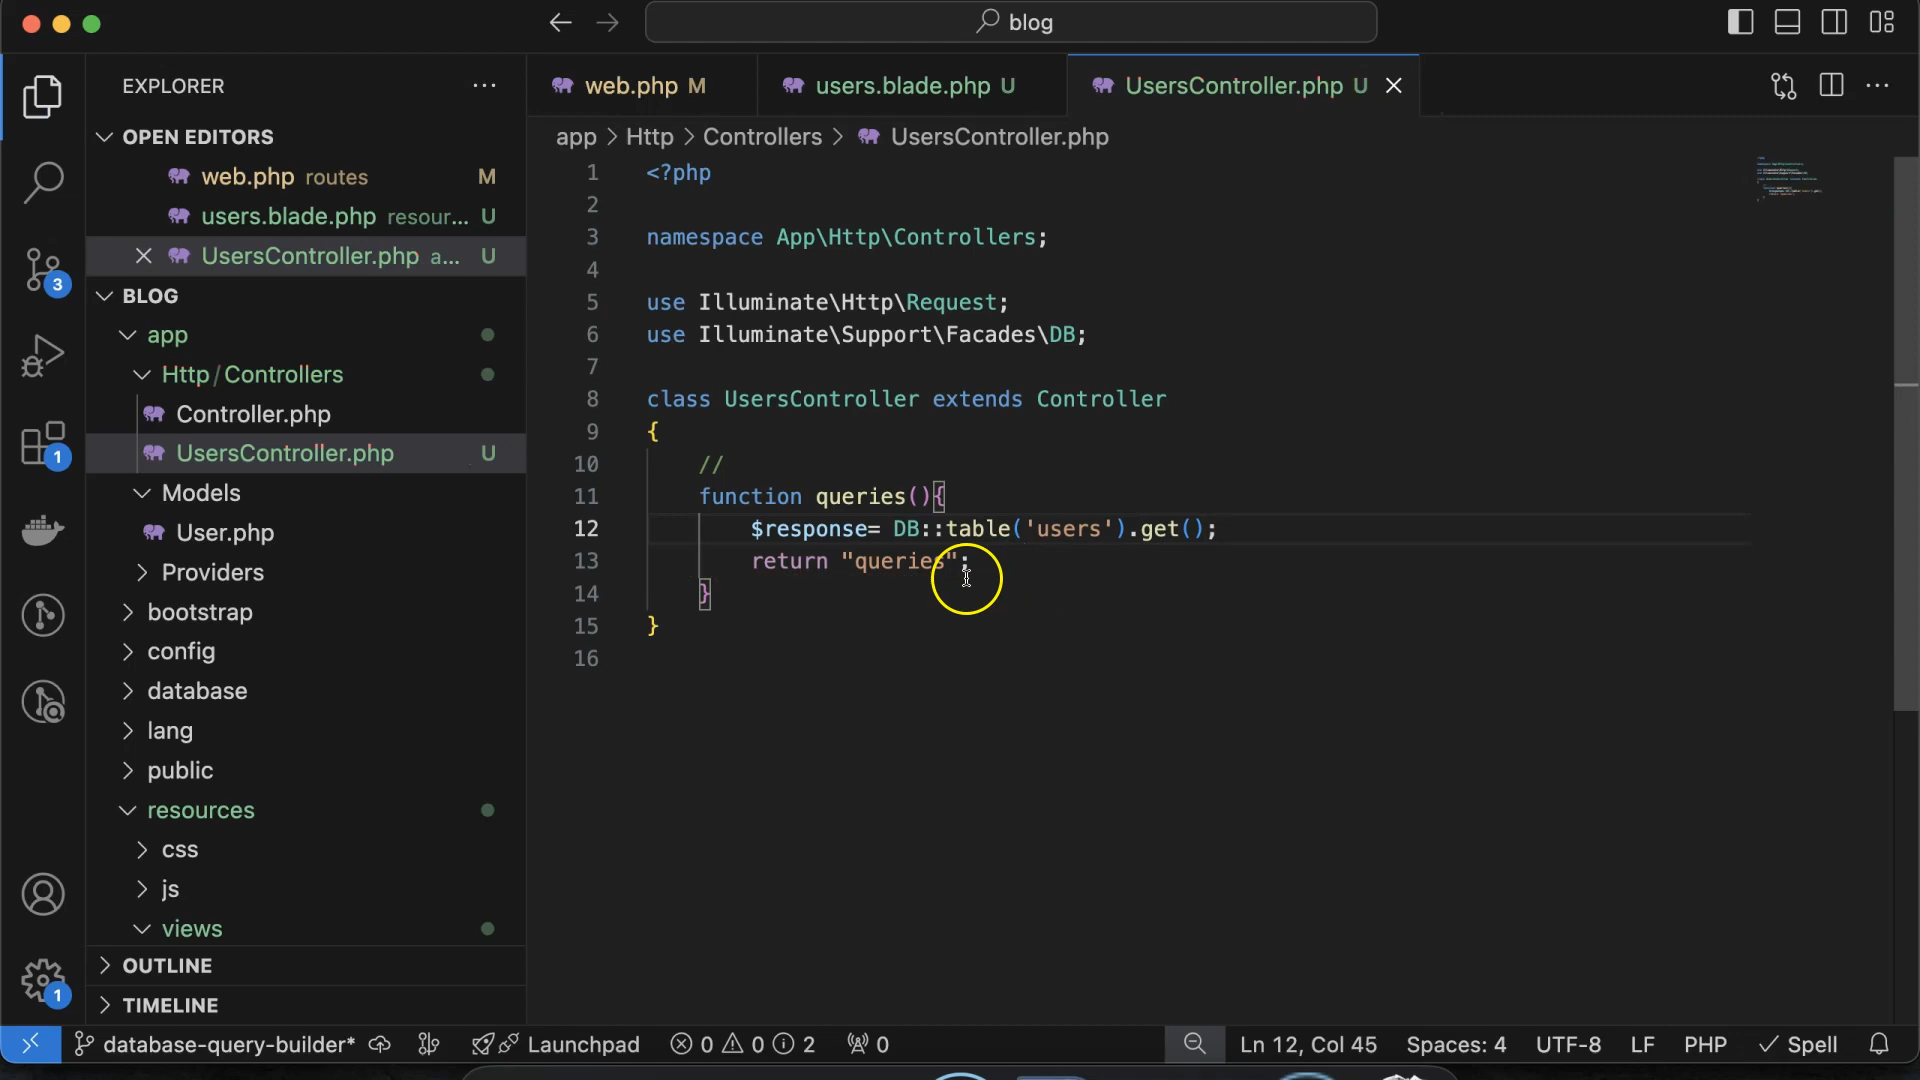 blog
EXPLORER
web.php M
users.blade.php U
UsersController.php U
OPEN EDITORS
web.php routes M
users.blade.php resour... U
UsersController.php a... U
BLOG
app
Http/Controllers
Controller.php
UsersController.php U
Models
User.php
Providers
bootstrap
config
database
lang
public
resources
css
js
views
OUTLINE
TIMELINE
3
1
1
app > Http > Controllers > UsersController.php
1 <?php
2
3 namespace App\Http\Controllers;
4
5 use Illuminate\Http\Request;
6 use Illuminate\Support\Facades\DB;
7
8 class UsersController extends Controller
9 {
10 //
11 function queries(){
12 $response= DB::table('users').get();
13 return "queries";
14 }
15 }
16
database-query-builder* Launchpad 0 0 2 0 Ln 12, Col 45 Spaces: 4 UTF-8 LF PHP Spell